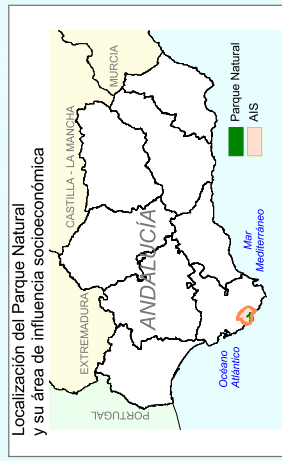 Localización del Parque Natural
y su área de influencia socioeconómica
EXTREMADURA
CASTILLA - LA MANCHA
MURCIA
PORTUGAL
ANDALUCÍA
Océano
Atlántico
Mar
Mediterráneo
Parque Natural
AIS